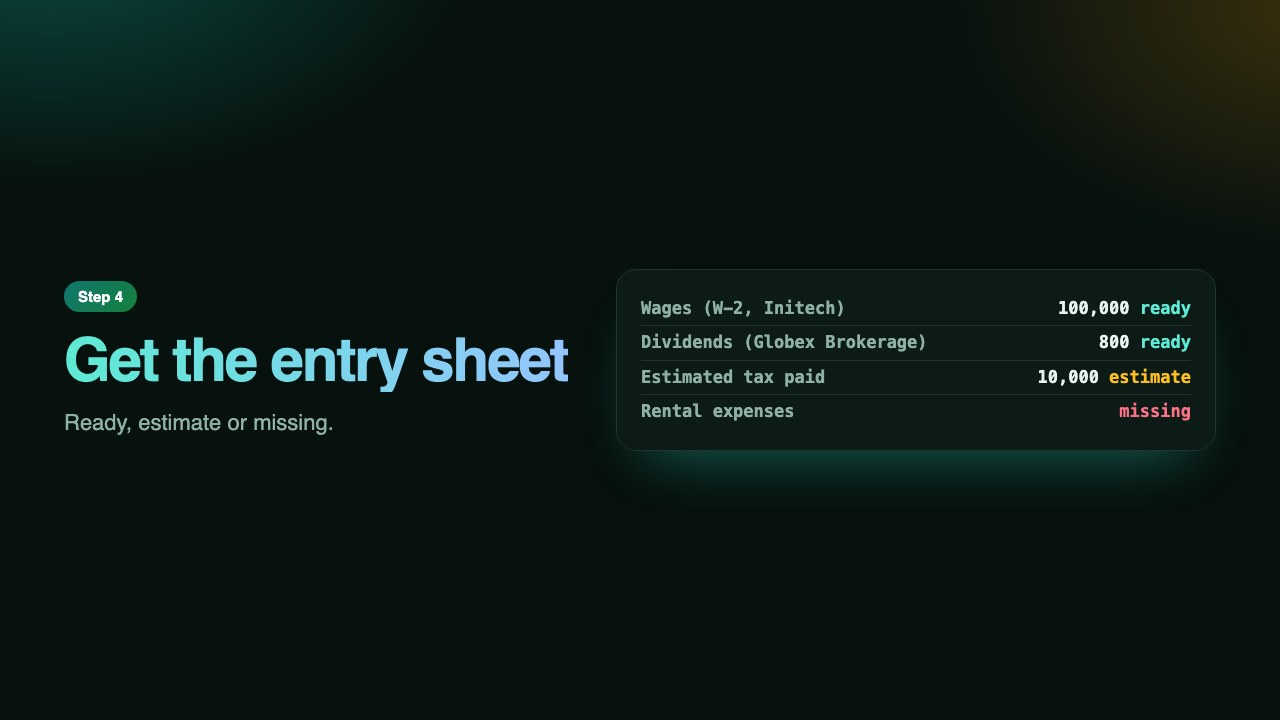 Step 4
Get the entry sheet
Ready, estimate or missing.
Wages (W–2, Initech) 100,000 ready
Dividends (Globex Brokerage) 800 ready
Estimated tax paid 10,000 estimate
Rental expenses missing